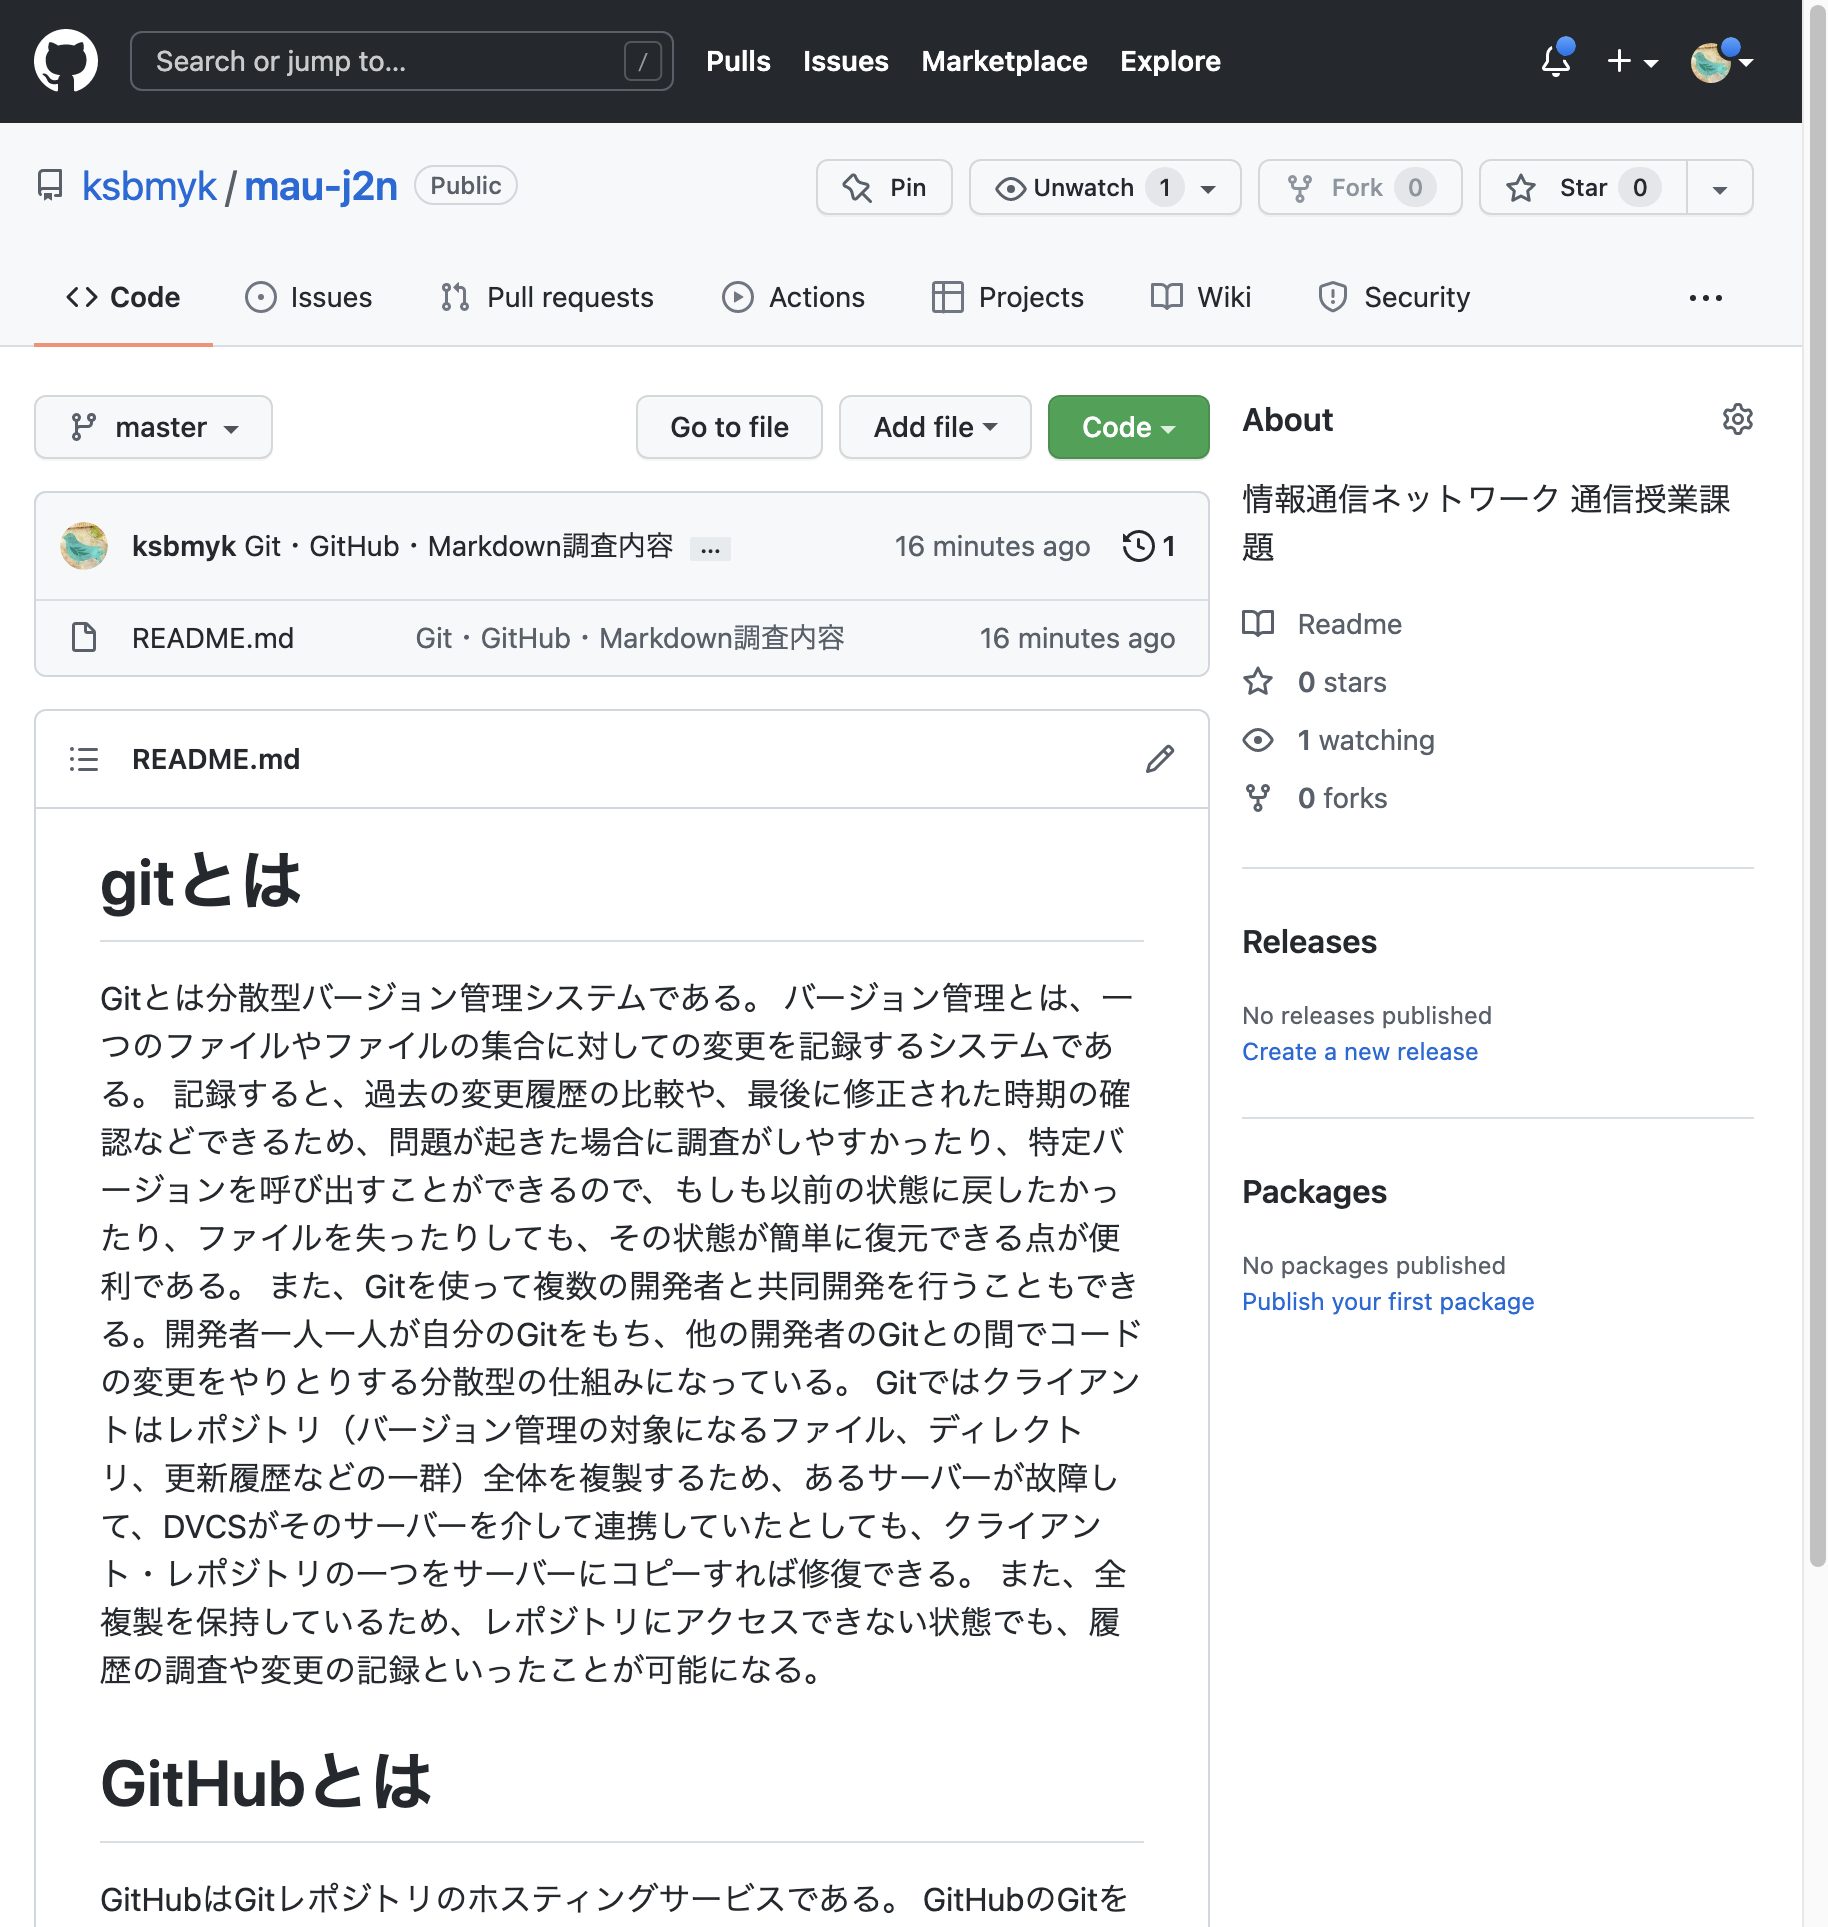 Search or jump to... /
Pulls Issues Marketplace Explore
ksbmyk / mau-j2n Public
Pin Unwatch 1 Fork 0 Star 0
Code Issues Pull requests Actions Projects Wiki Security ...
master Go to file Add file Code
ksbmyk Git・GitHub・Markdown調査内容 ... 16 minutes ago 1
README.md Git・GitHub・Markdown調査内容 16 minutes ago
README.md
gitとは
Gitとは分散型バージョン管理システムである。 バージョン管理とは、一
つのファイルやファイルの集合に対しての変更を記録するシステムであ
る。 記録すると、過去の変更履歴の比較や、最後に修正された時期の確
認などできるため、問題が起きた場合に調査がしやすかったり、特定バ
ージョンを呼び出すことができるので、もしも以前の状態に戻したかっ
たり、ファイルを失ったりしても、その状態が簡単に復元できる点が便
利である。 また、Gitを使って複数の開発者と共同開発を行うこともでき
る。開発者一人一人が自分のGitをもち、他の開発者のGitとの間でコード
の変更をやりとりする分散型の仕組みになっている。 Gitではクライアン
トはレポジトリ（バージョン管理の対象になるファイル、ディレクト
リ、更新履歴などの一群）全体を複製するため、あるサーバーが故障し
て、DVCSがそのサーバーを介して連携していたとしても、クライアン
ト・レポジトリの一つをサーバーにコピーすれば修復できる。 また、全
複製を保持しているため、レポジトリにアクセスできない状態でも、履
歴の調査や変更の記録といったことが可能になる。
GitHubとは
GitHubはGitレポジトリのホスティングサービスである。 GitHubのGitを
About
情報通信ネットワーク 通信授業課
題
Readme
0 stars
1 watching
0 forks
Releases
No releases published
Create a new release
Packages
No packages published
Publish your first package